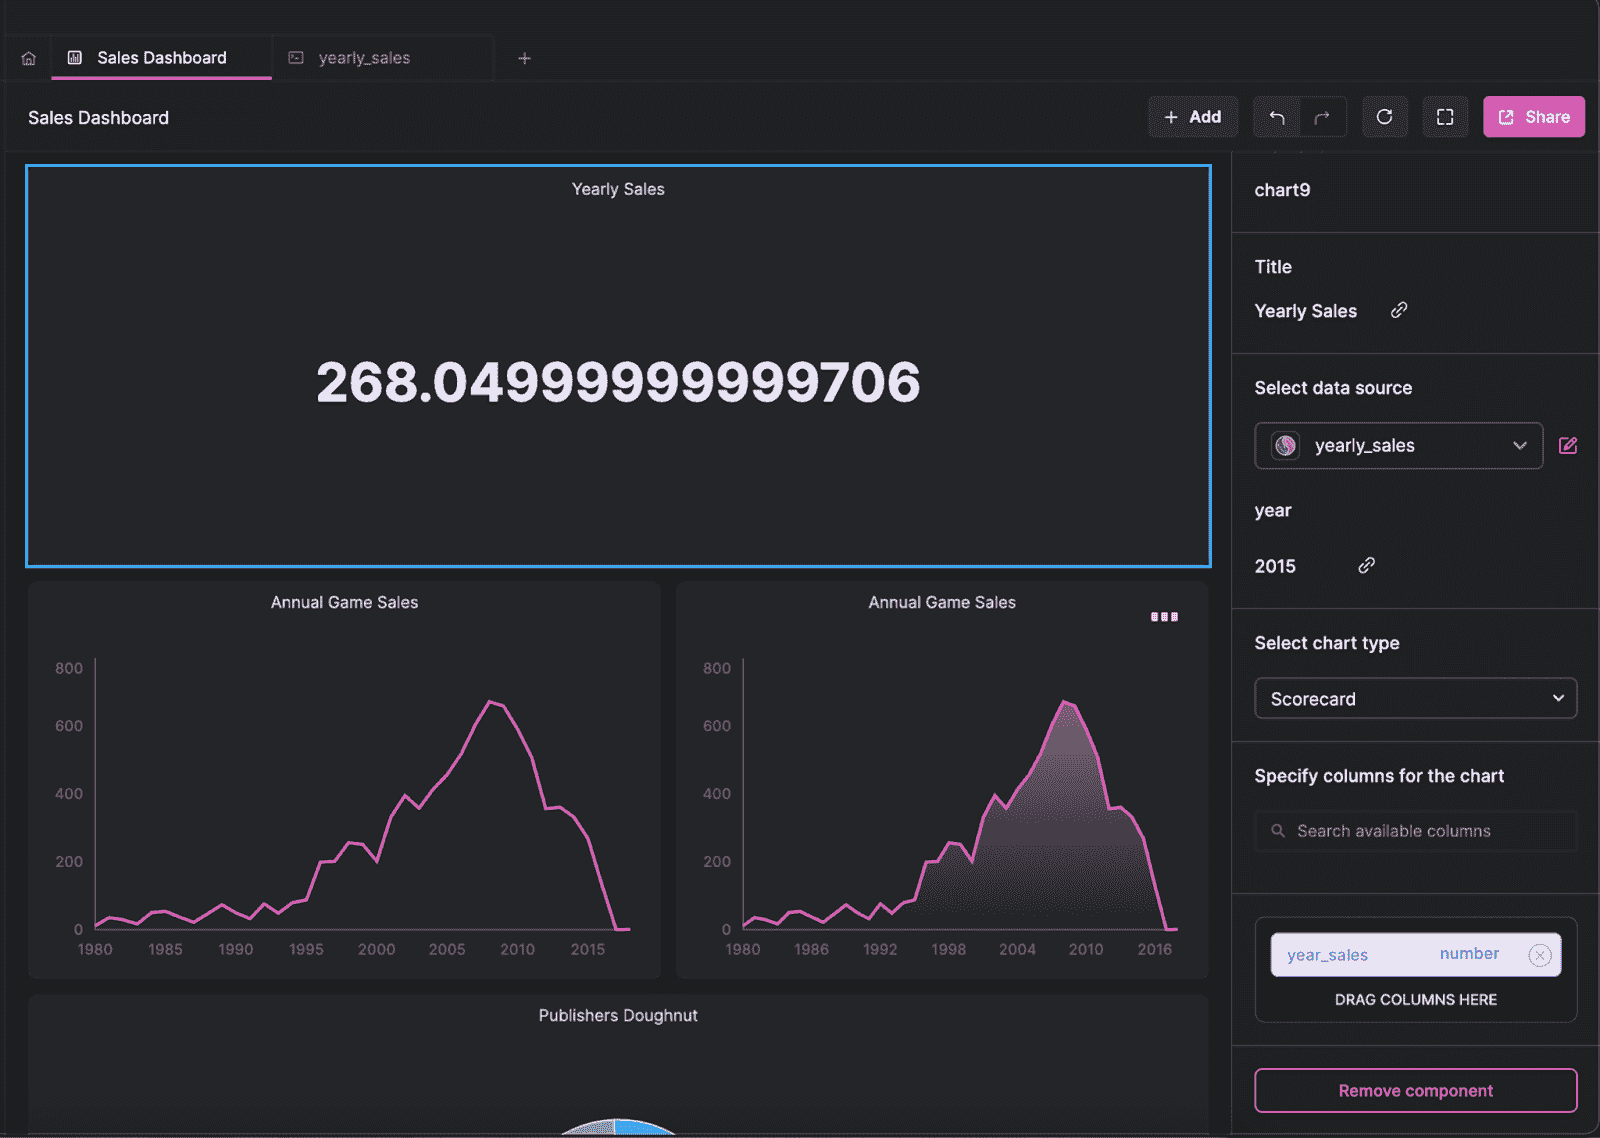 Sales Dashboard
yearly_sales
Sales Dashboard
Add
Share
Yearly Sales
268.04999999999706
Annual Game Sales
800
600
400
200
0
1980 1985 1990 1995 2000 2005 2010 2015
Annual Game Sales
800
600
400
200
0
1980 1986 1992 1998 2004 2010 2016
Publishers Doughnut
chart9
Title
Yearly Sales
Select data source
yearly_sales
year
2015
Select chart type
Scorecard
Specify columns for the chart
Search available columns
year_sales number
DRAG COLUMNS HERE
Remove component